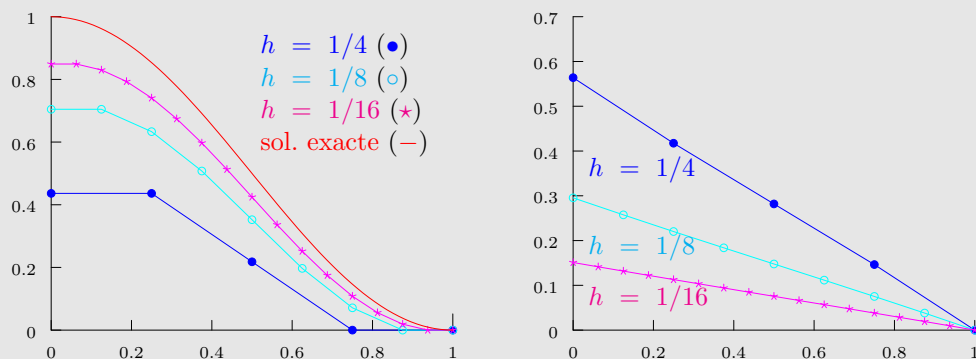 1
0.8
0.6
0.4
0.2
0
0 0.2 0.4 0.6 0.8 1
h = 1/4 (●)
h = 1/8 (○)
h = 1/16 (⋆)
sol. exacte (−)
0.7
0.6
0.5
0.4
0.3
0.2
0.1
0
0 0.2 0.4 0.6 0.8 1
h = 1/4
h = 1/8
h = 1/16